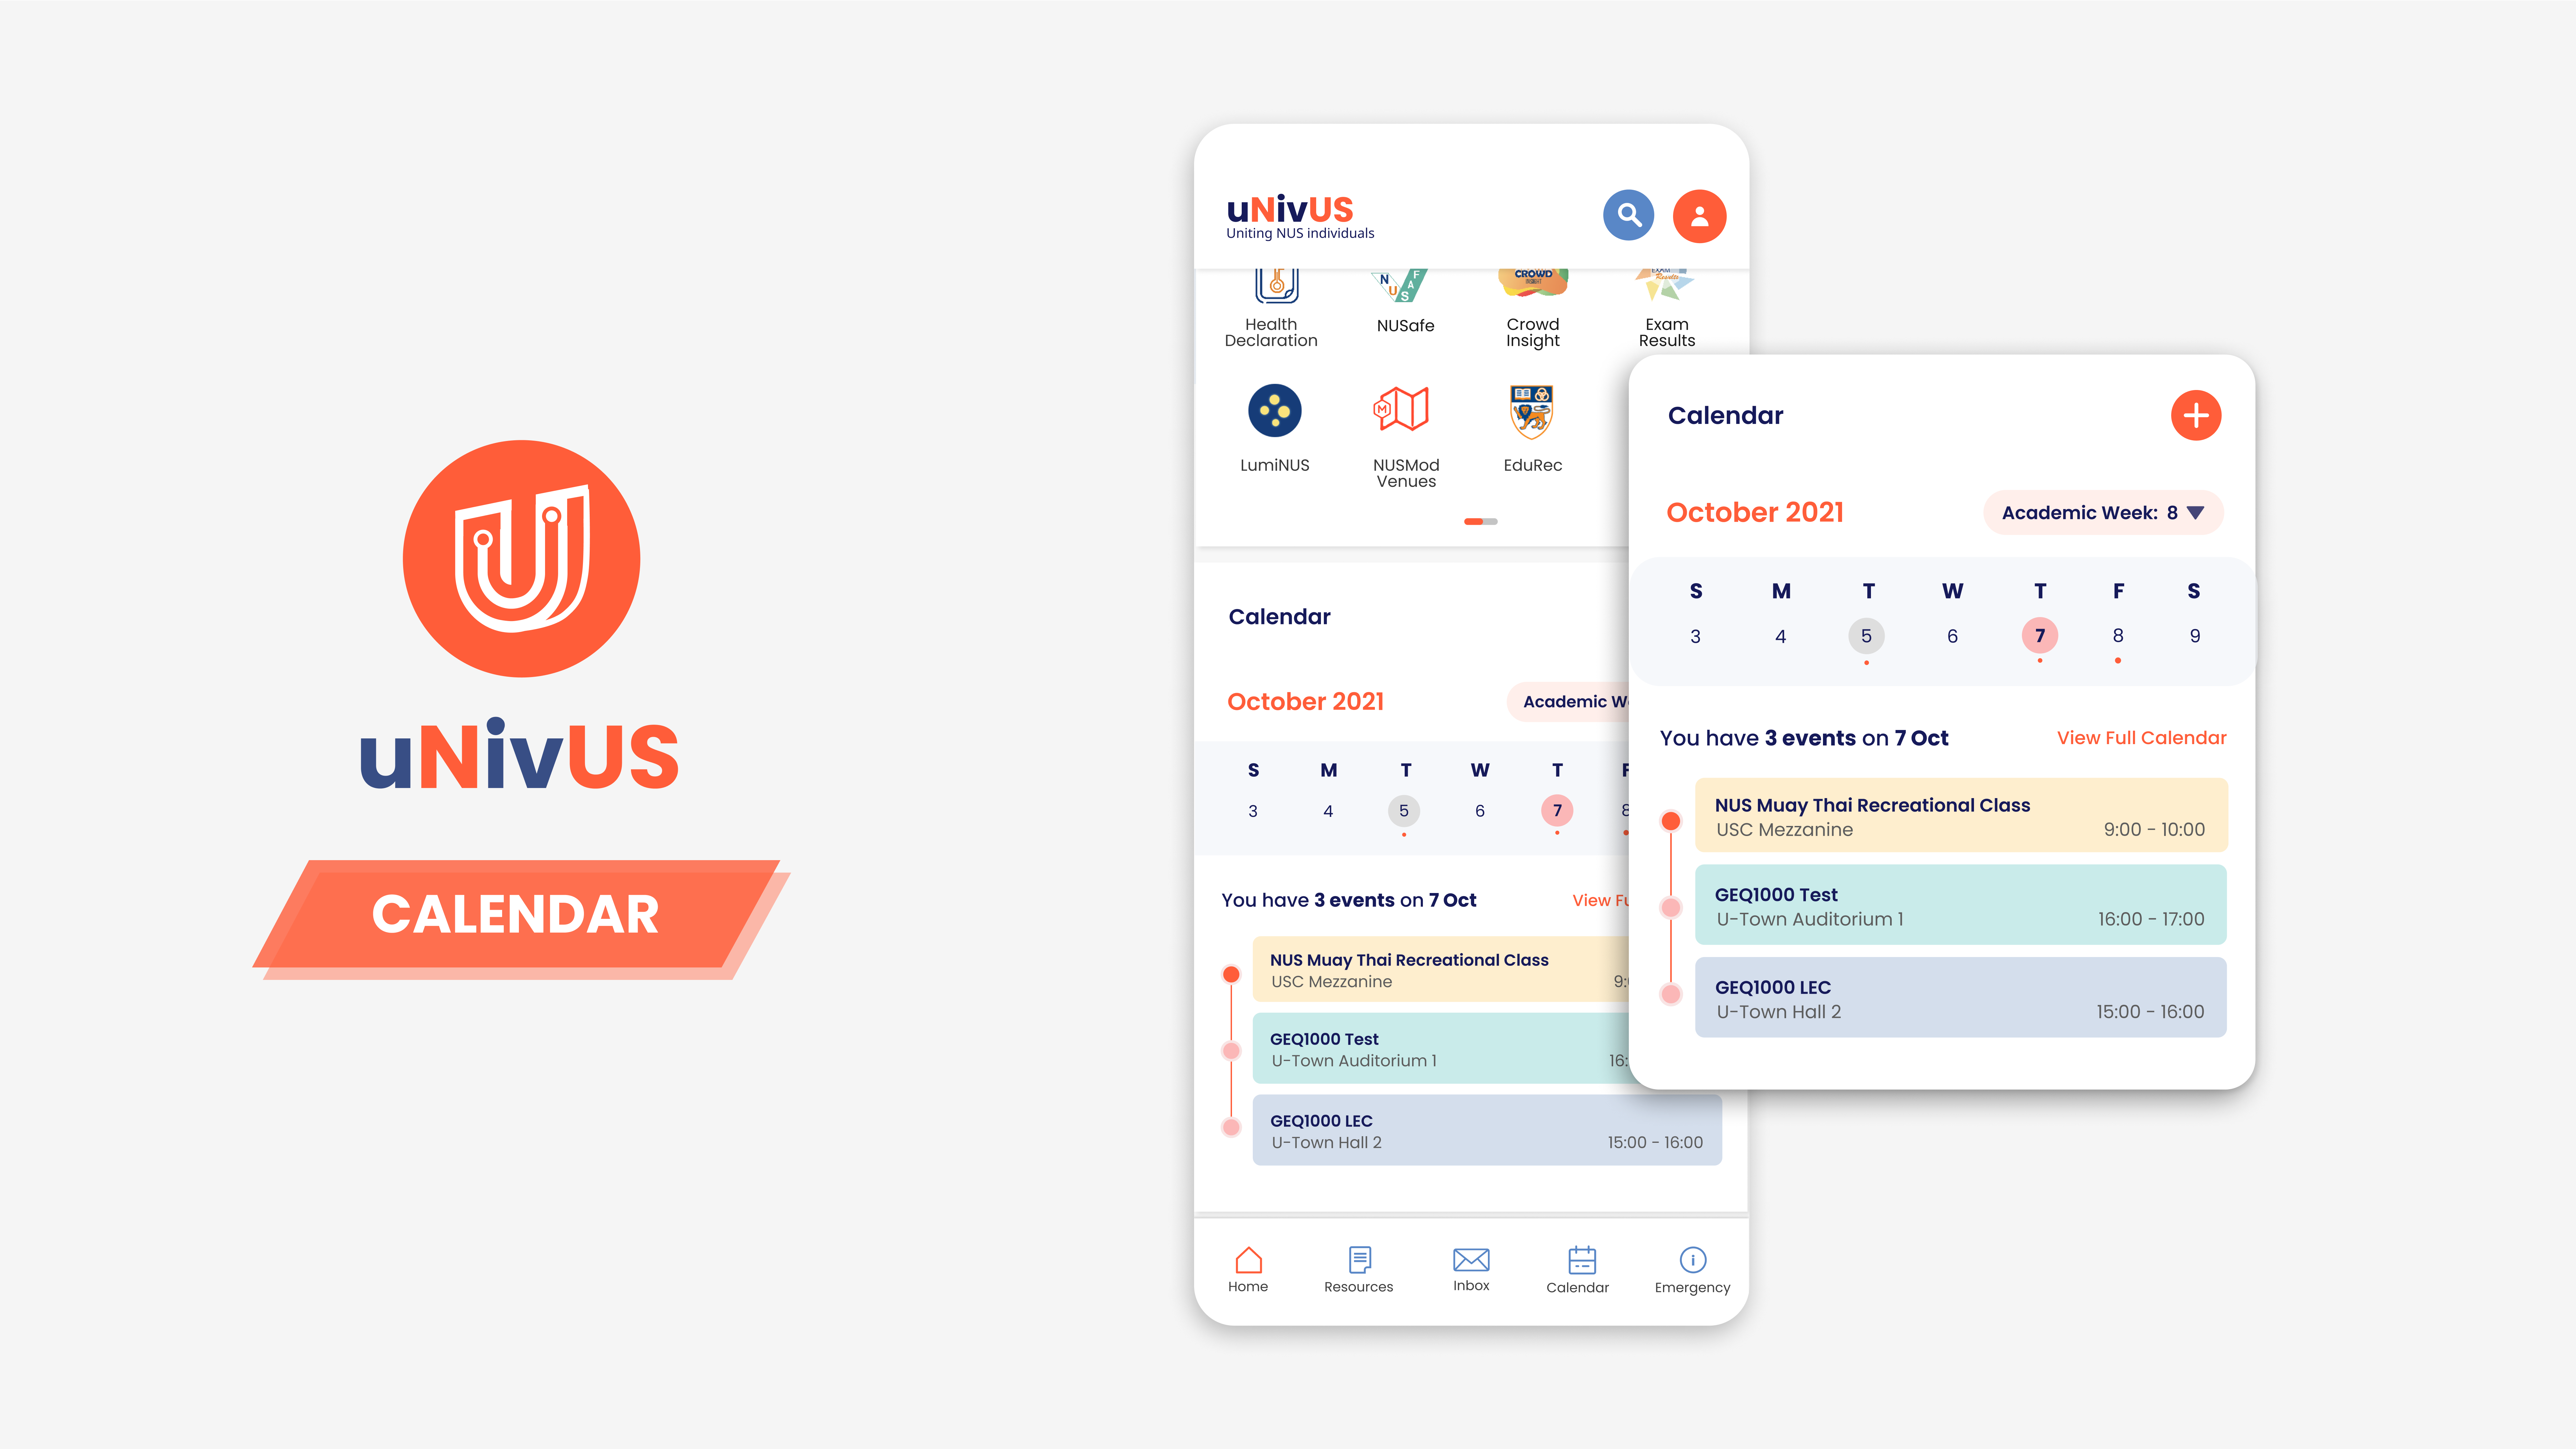 uNivUS
CALENDAR
uNivUS
Uniting NUS individuals
N U S A F
CROWD
INSIGHT
EXAM
Results
Health
Declaration
NUSafe
Crowd
Insight
Exam
Results
M
LumiNUS
NUSMod
Venues
EduRec
Calendar
October 2021
Academic
S M T W T F
3 4 5 6 7 8
You have 3 events on 7 Oct
View
NUS Muay Thai Recreational Class
USC Mezzanine
GEQ1000 Test
U-Town Auditorium 1
GEQ1000 LEC
U-Town Hall 2 15:00 - 16:00
Home Resources Inbox Calendar Emergency
Calendar
October 2021
Academic Week: 8
S M T W T F S
3 4 5 6 7 8 9
You have 3 events on 7 Oct
View Full Calendar
NUS Muay Thai Recreational Class
USC Mezzanine 9:00 - 10:00
GEQ1000 Test
U-Town Auditorium 1 16:00 - 17:00
GEQ1000 LEC
U-Town Hall 2 15:00 - 16:00